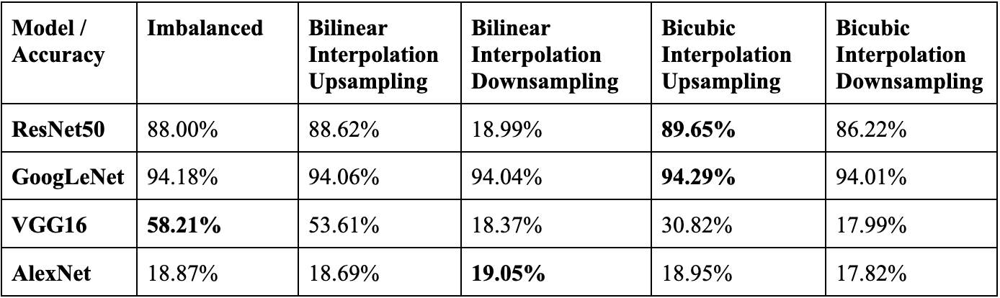 Model / Accuracy | Imbalanced | Bilinear Interpolation Upsampling | Bilinear Interpolation Downsampling | Bicubic Interpolation Upsampling | Bicubic Interpolation Downsampling
ResNet50 | 88.00% | 88.62% | 18.99% | 89.65% | 86.22%
GoogLeNet | 94.18% | 94.06% | 94.04% | 94.29% | 94.01%
VGG16 | 58.21% | 53.61% | 18.37% | 30.82% | 17.99%
AlexNet | 18.87% | 18.69% | 19.05% | 18.95% | 17.82%